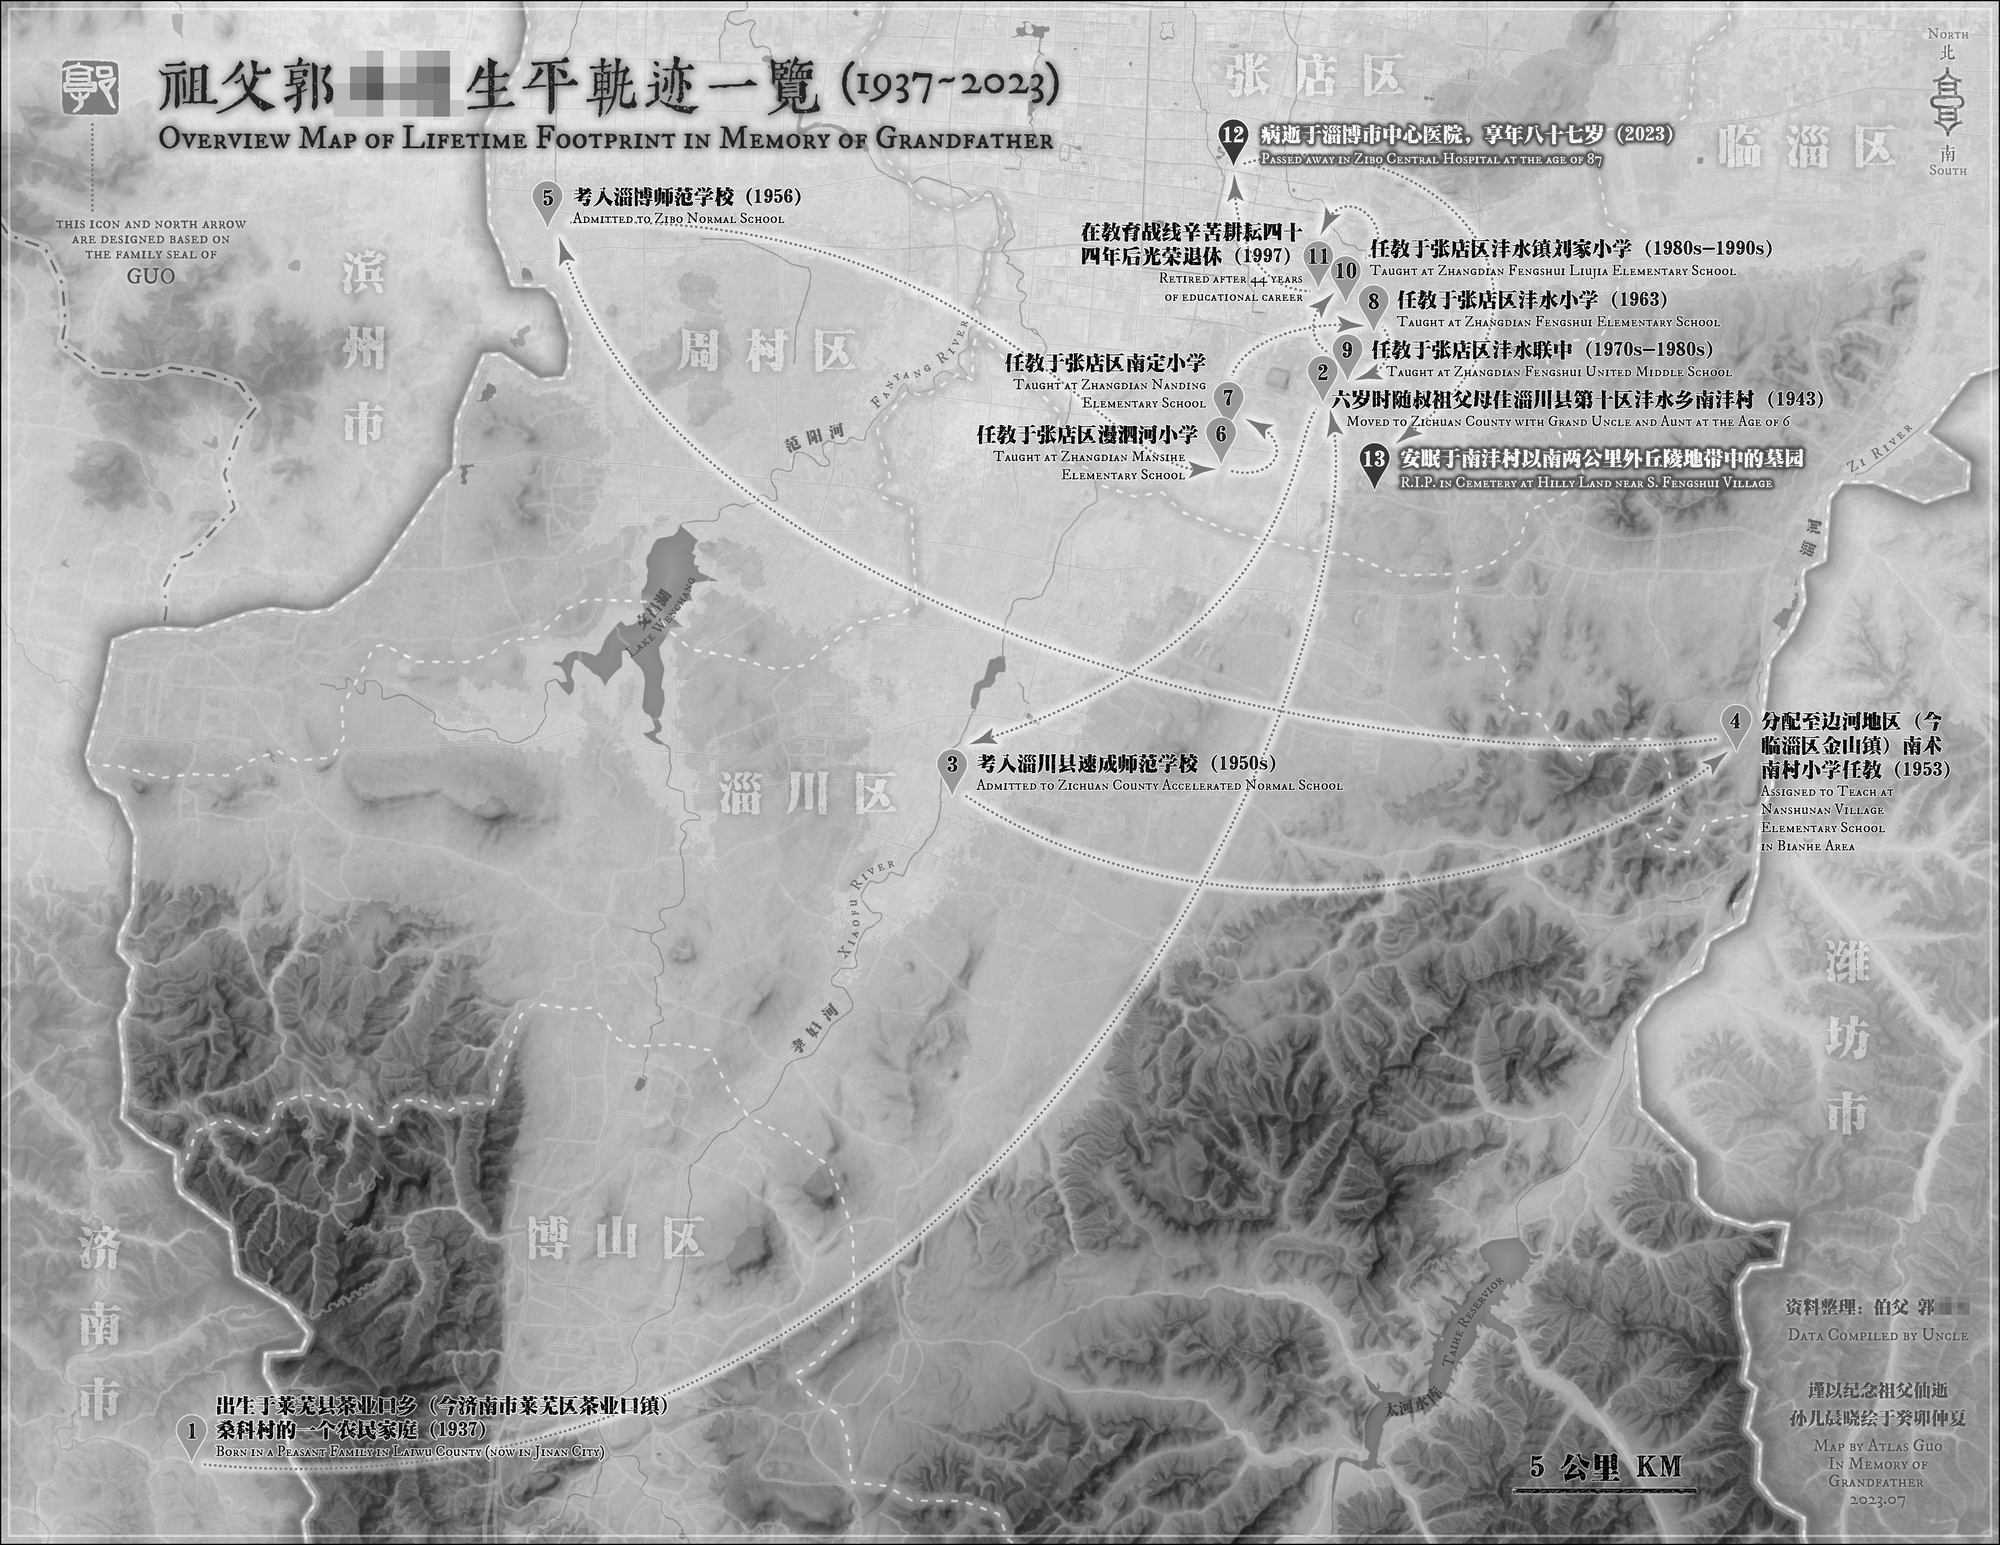 祖父郭 生平軌迹一覽 (1937~2023)
Overview Map of Lifetime Footprint in Memory of Grandfather
郭
This icon and north arrow
are designed based on
the family seal of
GUO
North
北
南
South
张店区
临淄区
12 病逝于淄博市中心医院，享年八十七岁（2023）
Passed away in Zibo Central Hospital at the age of 87
5 考入淄博师范学校（1956）
Admitted to Zibo Normal School
在教育战线辛苦耕耘四十
四年后光荣退休（1997）
Retired after 44 years
of educational career
11
10 任教于张店区沣水镇刘家小学（1980s—1990s）
Taught at Zhangdian Fengshui Liujia Elementary School
8 任教于张店区沣水小学（1963）
Taught at Zhangdian Fengshui Elementary School
9 任教于张店区沣水联中（1970s—1980s）
Taught at Zhangdian Fengshui United Middle School
2 六岁时随叔祖父母住淄川县第十区沣水乡南沣村（1943）
Moved to Zichuan County with Grand Uncle and Aunt at the Age of 6
滨州市
周村区
Fanyang River
范阳河
任教于张店区南定小学
Taught at Zhangdian Nanding
Elementary School
7
任教于张店区漫泗河小学
Taught at Zhangdian Mansihe
Elementary School
6
13 安眠于南沣村以南两公里外丘陵地带中的墓园
R.I.P. in Cemetery at Hilly Land near S. Fengshui Village
Zi River
淄河
文昌湖
Lake Wenchang
3 考入淄川县速成师范学校（1950s）
Admitted to Zichuan County Accelerated Normal School
淄川区
4 分配至边河地区（今
临淄区金山镇）南术
南村小学任教（1953）
Assigned to Teach at
Nanshunan Village
Elementary School
in Bianhe Area
Xiaofu River
孝妇河
潍坊市
博山区
济南市
Taihe Reservior
太河水库
1 出生于莱芜县茶业口乡（今济南市莱芜区茶业口镇）
桑科村的一个农民家庭（1937）
Born in a Peasant Family in Laiwu County (now in Jinan City)
5 公里 KM
资料整理：伯父 郭
Data Compiled by Uncle
谨以纪念祖父仙逝
孙儿晨晓绘于癸卯仲夏
Map by Atlas Guo
In Memory of
Grandfather
2023.07